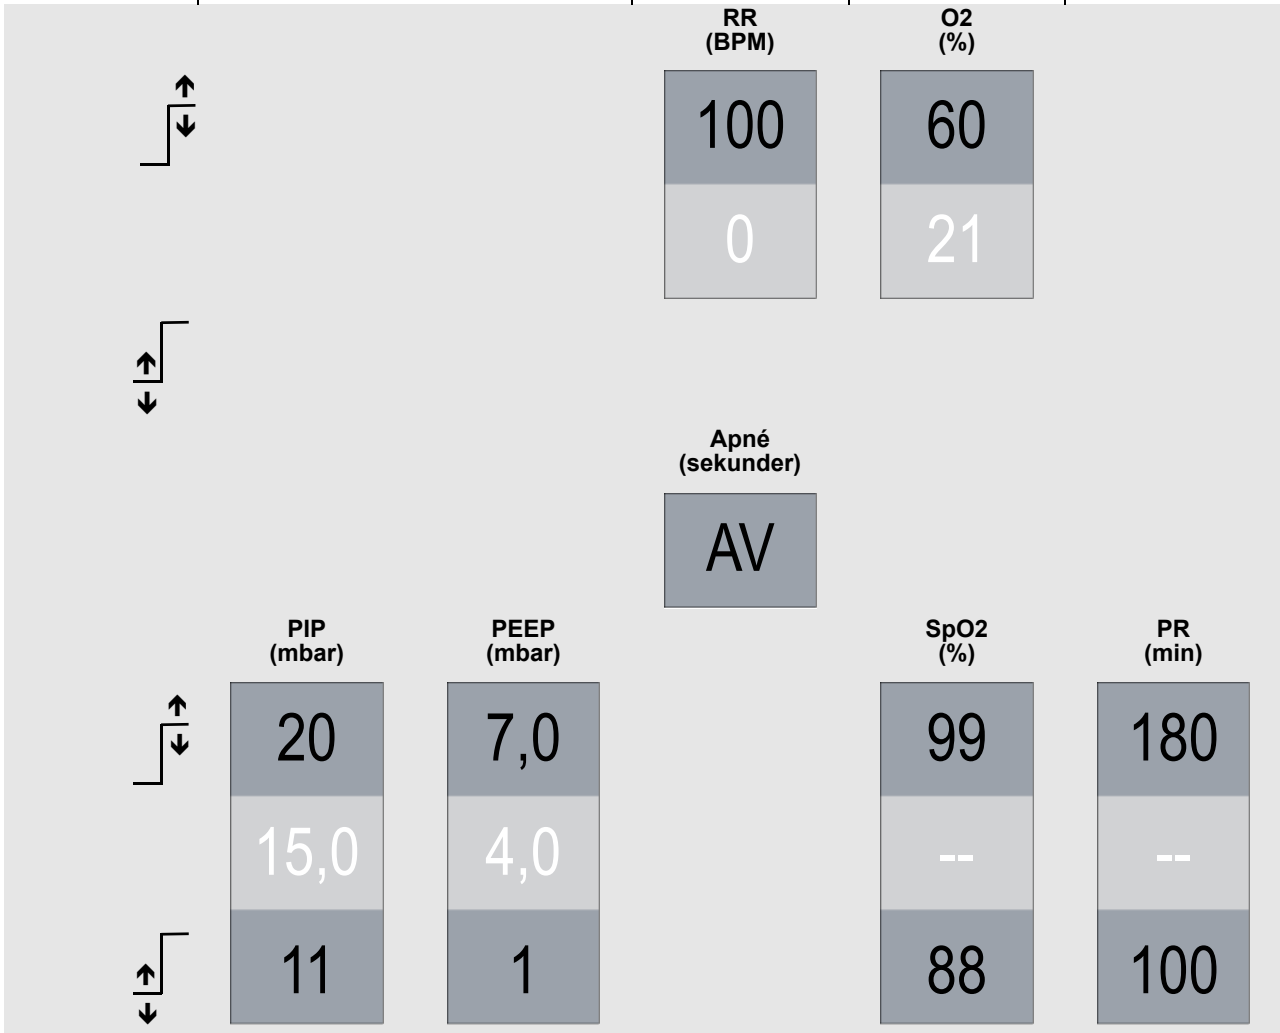 RR
(BPM)
O2
(%)
100
60
0
21
Apné
(sekunder)
AV
PIP
(mbar)
PEEP
(mbar)
SpO2
(%)
PR
(min)
20
7,0
99
180
15,0
4,0
--
--
11
1
88
100